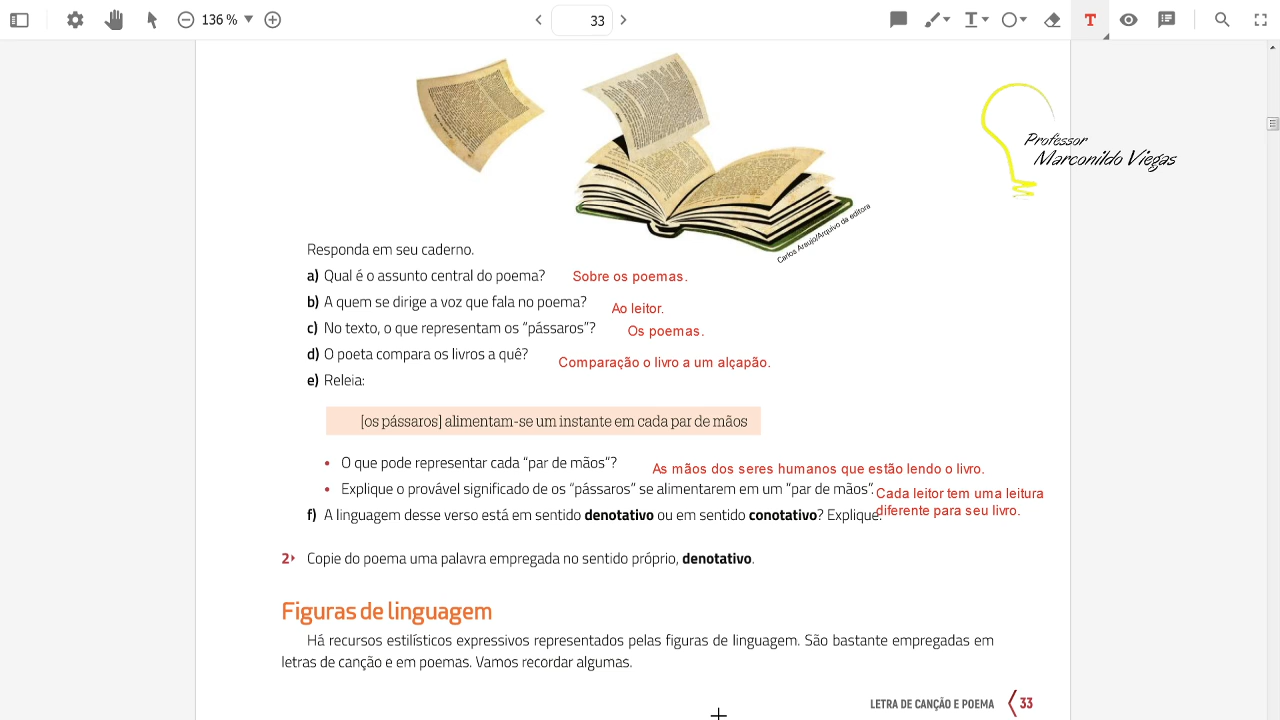 136 %
33
Professor
Marconildo Viegas
Carlos Araujo/Arquivo da editora
Responda em seu caderno.
a) Qual é o assunto central do poema? Sobre os poemas.
b) A quem se dirige a voz que fala no poema? Ao leitor.
c) No texto, o que representam os “pássaros”? Os poemas.
d) O poeta compara os livros a quê? Comparação o livro a um alçapão.
e) Releia:
[os pássaros] alimentam-se um instante em cada par de mãos
• O que pode representar cada “par de mãos”? As mãos dos seres humanos que estão lendo o livro.
• Explique o provável significado de os “pássaros” se alimentarem em um “par de mãos”.
Cada leitor tem uma leitura
diferente para seu livro.
f) A linguagem desse verso está em sentido denotativo ou em sentido conotativo? Explique.
2 Copie do poema uma palavra empregada no sentido próprio, denotativo.
Figuras de linguagem
Há recursos estilísticos expressivos representados pelas figuras de linguagem. São bastante empregadas em
letras de canção e em poemas. Vamos recordar algumas.
LETRA DE CANÇÃO E POEMA 33